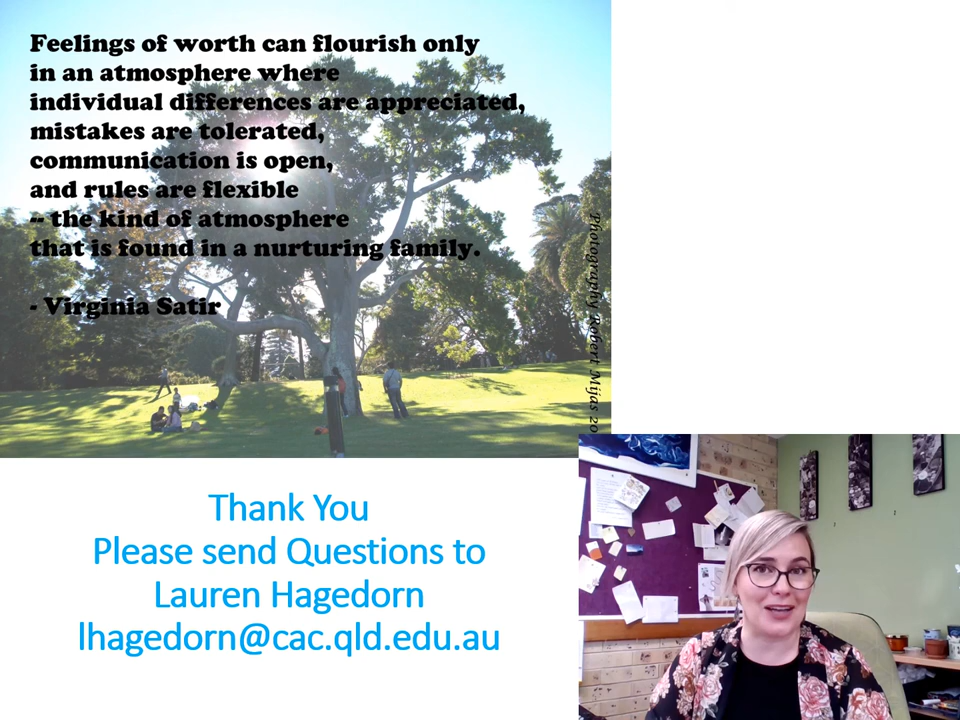 Feelings of worth can flourish only
in an atmosphere where
individual differences are appreciated,
mistakes are tolerated,
communication is open,
and rules are flexible
-- the kind of atmosphere
that is found in a nurturing family.
- Virginia Satir
Photography Robert Mijas 20
Thank You
Please send Questions to
Lauren Hagedorn
lhagedorn@cac.qld.edu.au